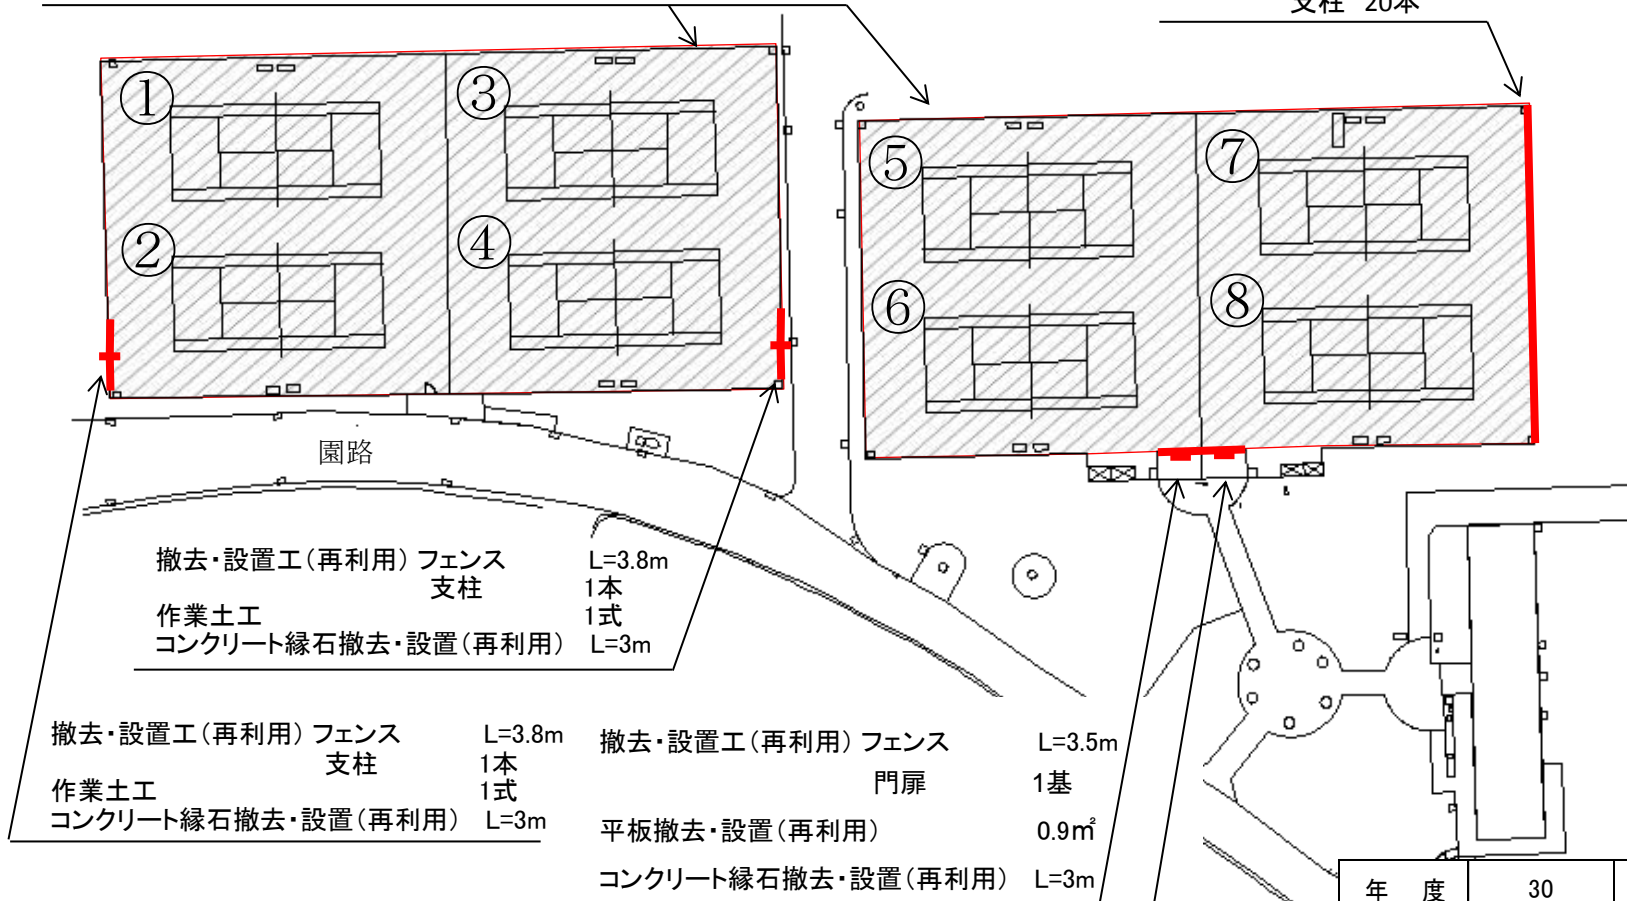 支柱 20本
①
③
②
④
⑤
⑦
⑥
⑧
園路
撤去・設置工(再利用) フェンス L=3.8m
支柱 1本
作業土工 1式
コンクリート縁石撤去・設置(再利用) L=3m
撤去・設置工(再利用) フェンス L=3.8m
支柱 1本
作業土工 1式
コンクリート縁石撤去・設置(再利用) L=3m
撤去・設置工(再利用) フェンス L=3.5m
門扉 1基
平板撤去・設置(再利用) 0.9㎡
コンクリート縁石撤去・設置(再利用) L=3m
年 度 30